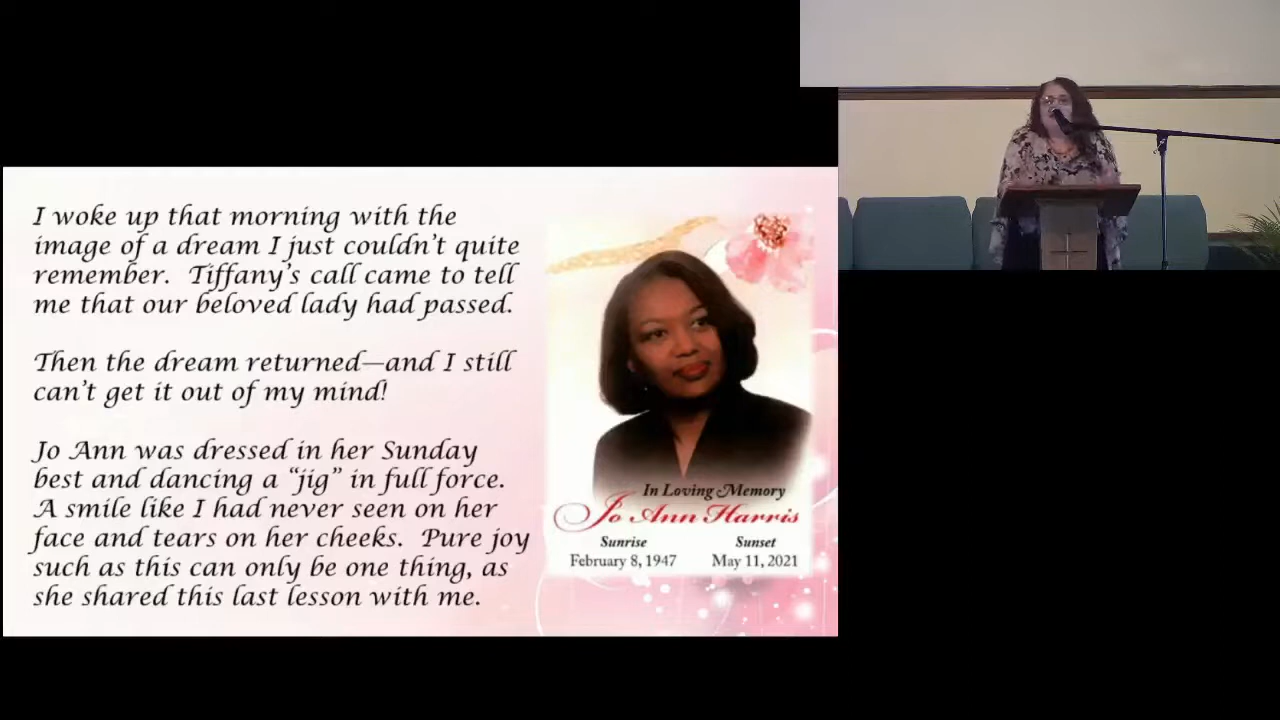 I woke up that morning with the
image of a dream I just couldn't quite
remember. Tiffany's call came to tell
me that our beloved lady had passed.
Then the dream returned—and I still
can't get it out of my mind!
Jo Ann was dressed in her Sunday
best and dancing a “jig” in full force.
A smile like I had never seen on her
face and tears on her cheeks. Pure joy
such as this can only be one thing, as
she shared this last lesson with me.
In Loving Memory
Jo Ann Harris
Sunrise Sunset
February 8, 1947 May 11, 2021